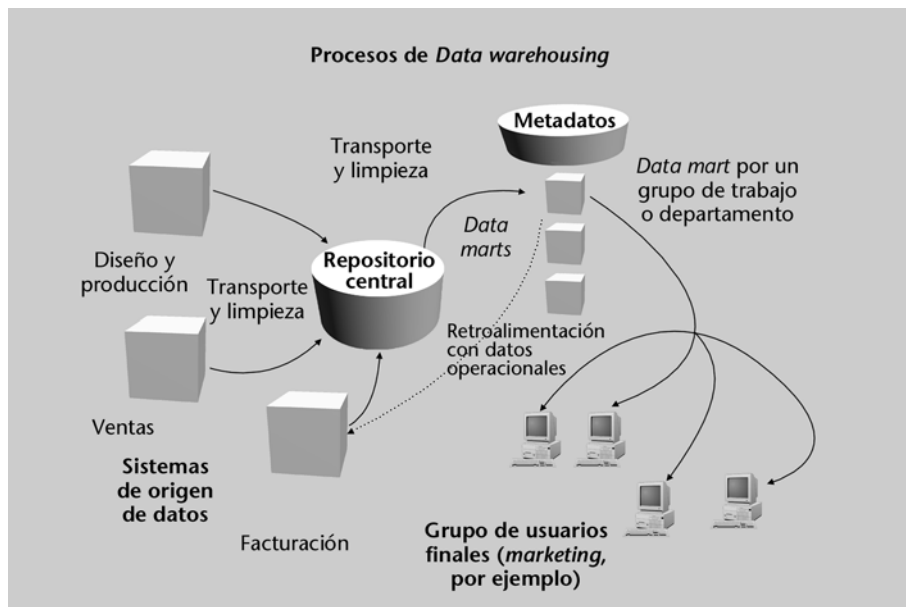 Procesos de Data warehousing
Metadatos
Transporte
y limpieza
Data mart por un
grupo de trabajo
o departamento
Data
marts
Diseño y
producción
Transporte
y limpieza
Repositorio
central
Retroalimentación
con datos
operacionales
Ventas
Sistemas
de origen
de datos
Facturación
Grupo de usuarios
finales (marketing,
por ejemplo)